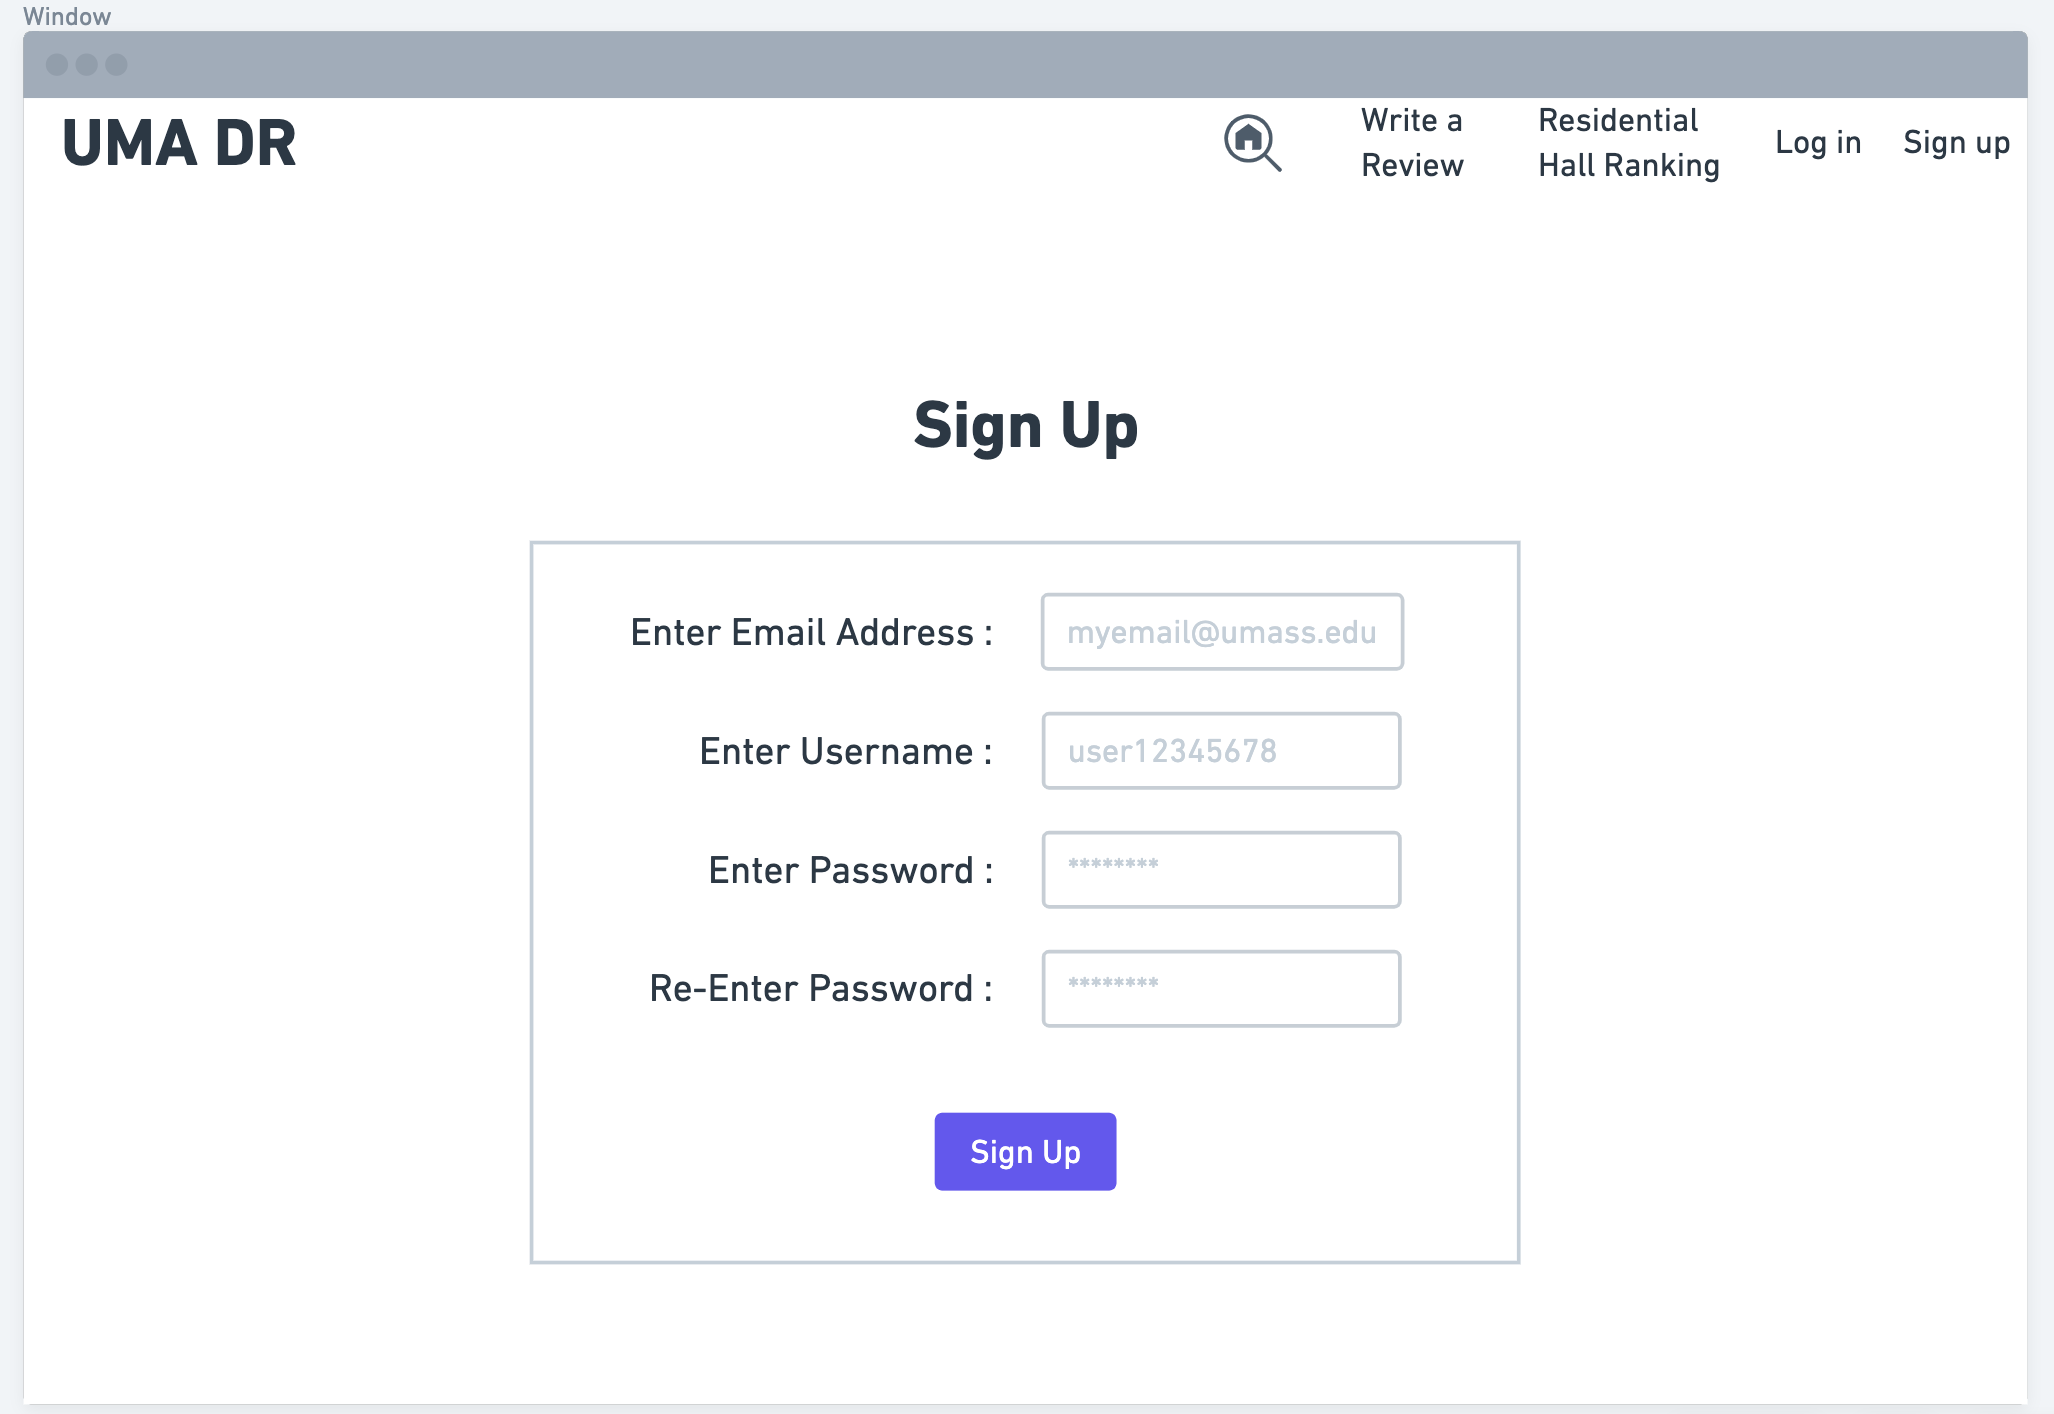 Window
UMA DR
Write a
Review
Residential
Hall Ranking
Log in
Sign up
Sign Up
Enter Email Address :
myemail@umass.edu
Enter Username :
user12345678
Enter Password :
********
Re-Enter Password :
********
Sign Up